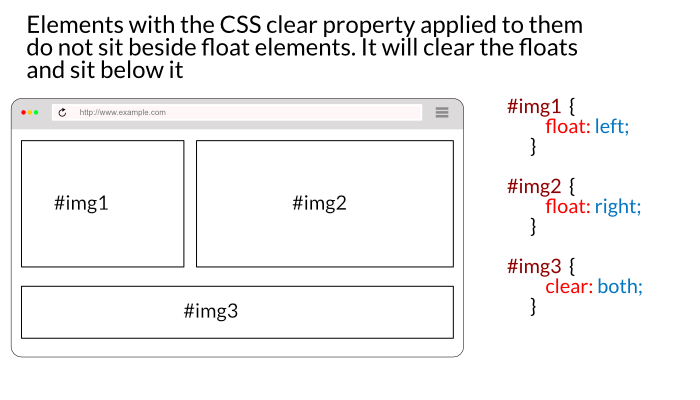 Elements with the CSS clear property applied to them
do not sit beside float elements. It will clear the floats
and sit below it
http://www.example.com
#img1
#img2
#img3
#img1 {
float: left;
}
#img2 {
float: right;
}
#img3 {
clear: both;
}